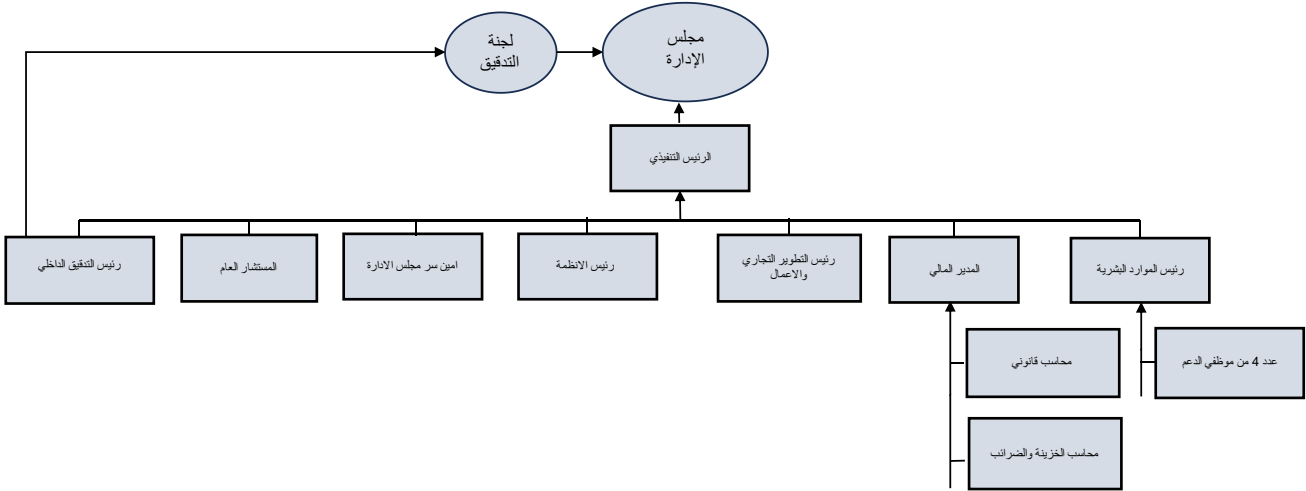 مجلس
الإدارة
لجنة
التدقيق
الرئيس التنفيذي
رئيس الموارد البشرية
المدير المالي
رئيس التطوير التجاري
والاعمال
رئيس الانظمة
امين سر مجلس الادارة
المستشار العام
رئيس التدقيق الداخلي
عدد 4 من موظفي الدعم
محاسب قانوني
محاسب الخزينة والضرائب